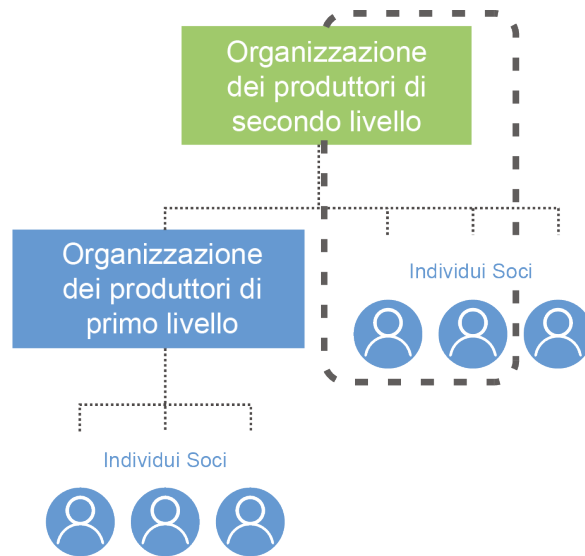 Organizzazione
dei produttori di
secondo livello
Organizzazione
dei produttori di
primo livello
Individui Soci
Individui Soci